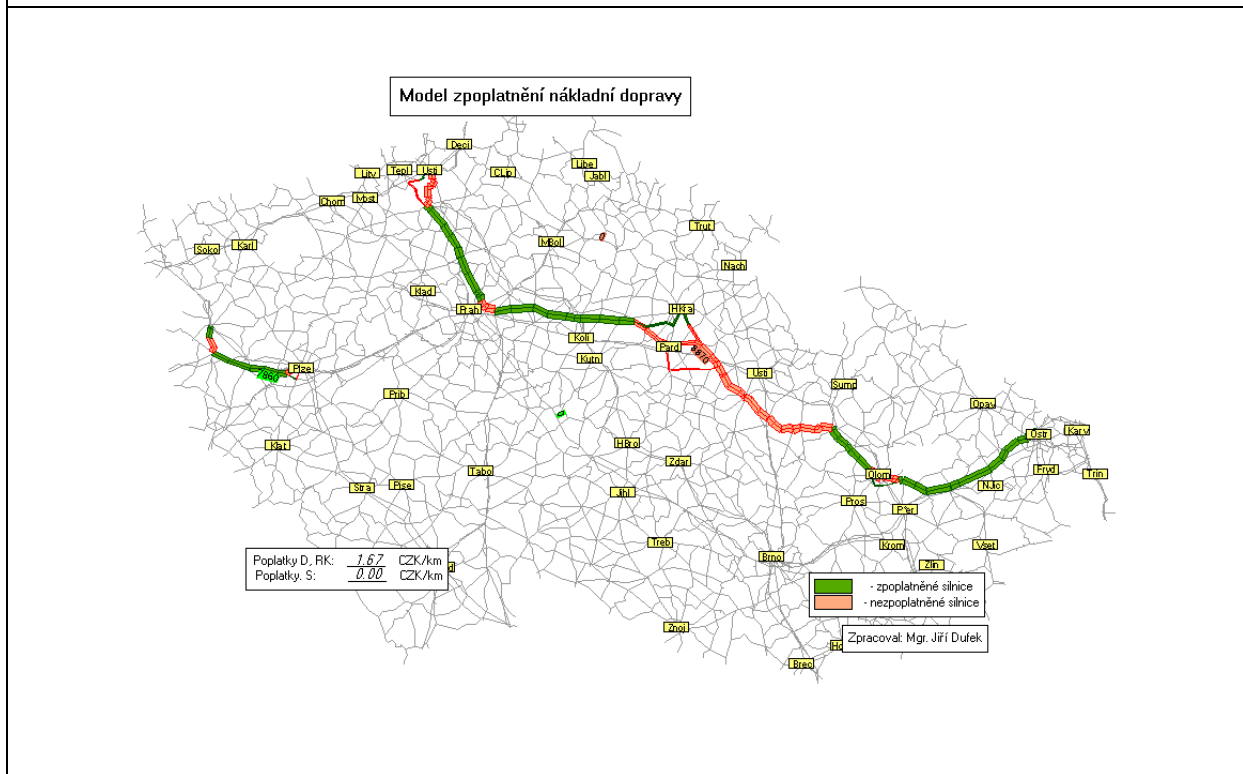 Model zpoplatnění nákladní dopravy
Deci
Libe
Tepl
Usti
CLip
Jabl
Litv
Most
Chom
Trut
MBol
Karl
Soko
Nach
Klad
HKra
Prah
Koli
Pard
Kutn
8870
Plze
960
Usti
Sump
Prib
Opav
Klat
HBro
Ostr
Karv
Zdar
Tabo
Fryd
Trin
Olom
Stra
Pise
Jihl
NJic
Pros
Treb
Krom
Vset
Brno
Zlin
Poplatky D, RK: 1.67 CZK/km
Poplatky. S: 0.00 CZK/km
- zpoplatněné silnice
- nezpoplatněné silnice
Znoj
Zpracoval: Mgr. Jiří Dufek
Brec